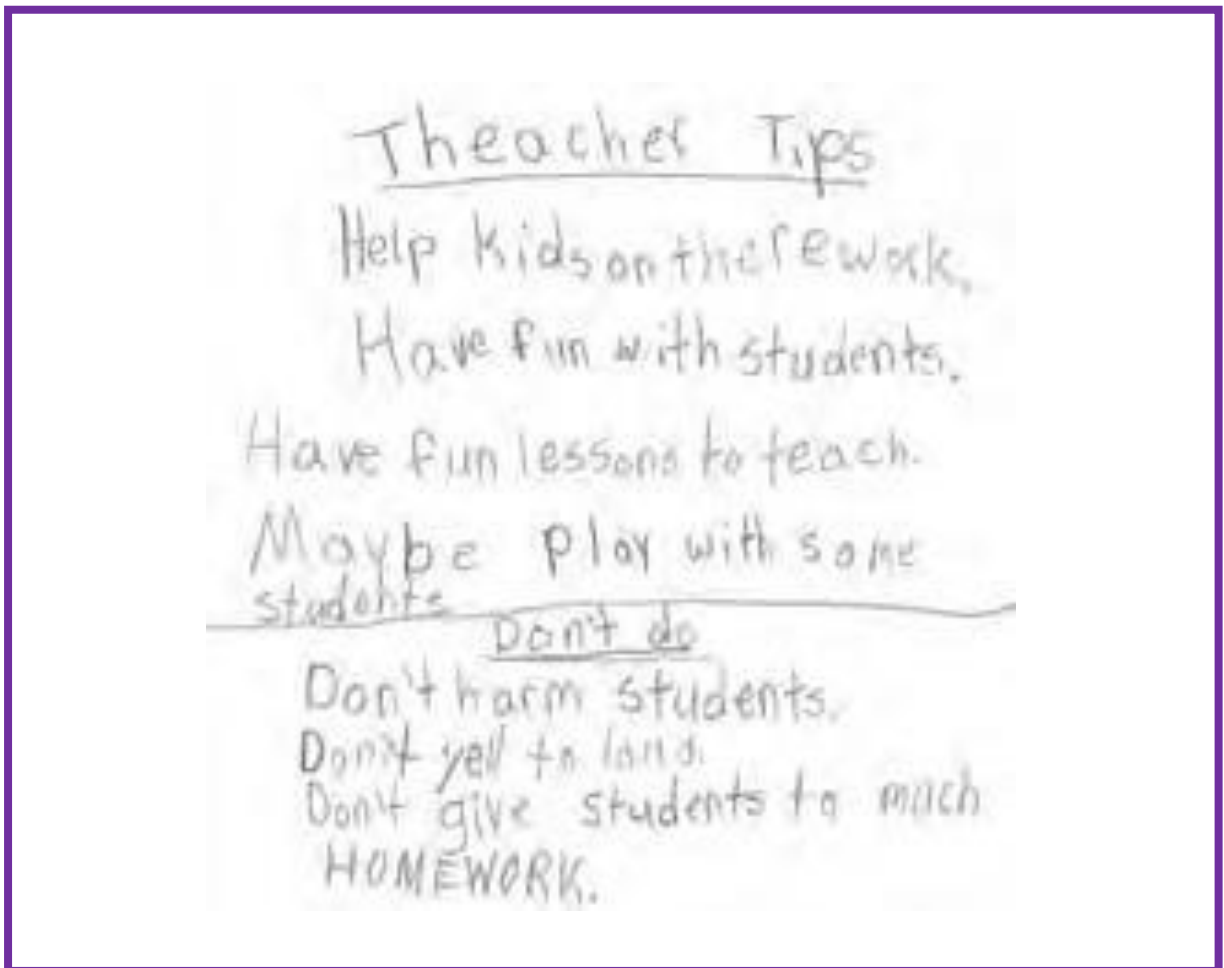 Theacher Tips
Help kids on there work.
Have fun with students.
Have fun lessons to teach.
Maybe play with some
students
Don't do
Don't harm students.
Don't yell to loud.
Don't give students to much
HOMEWORK.